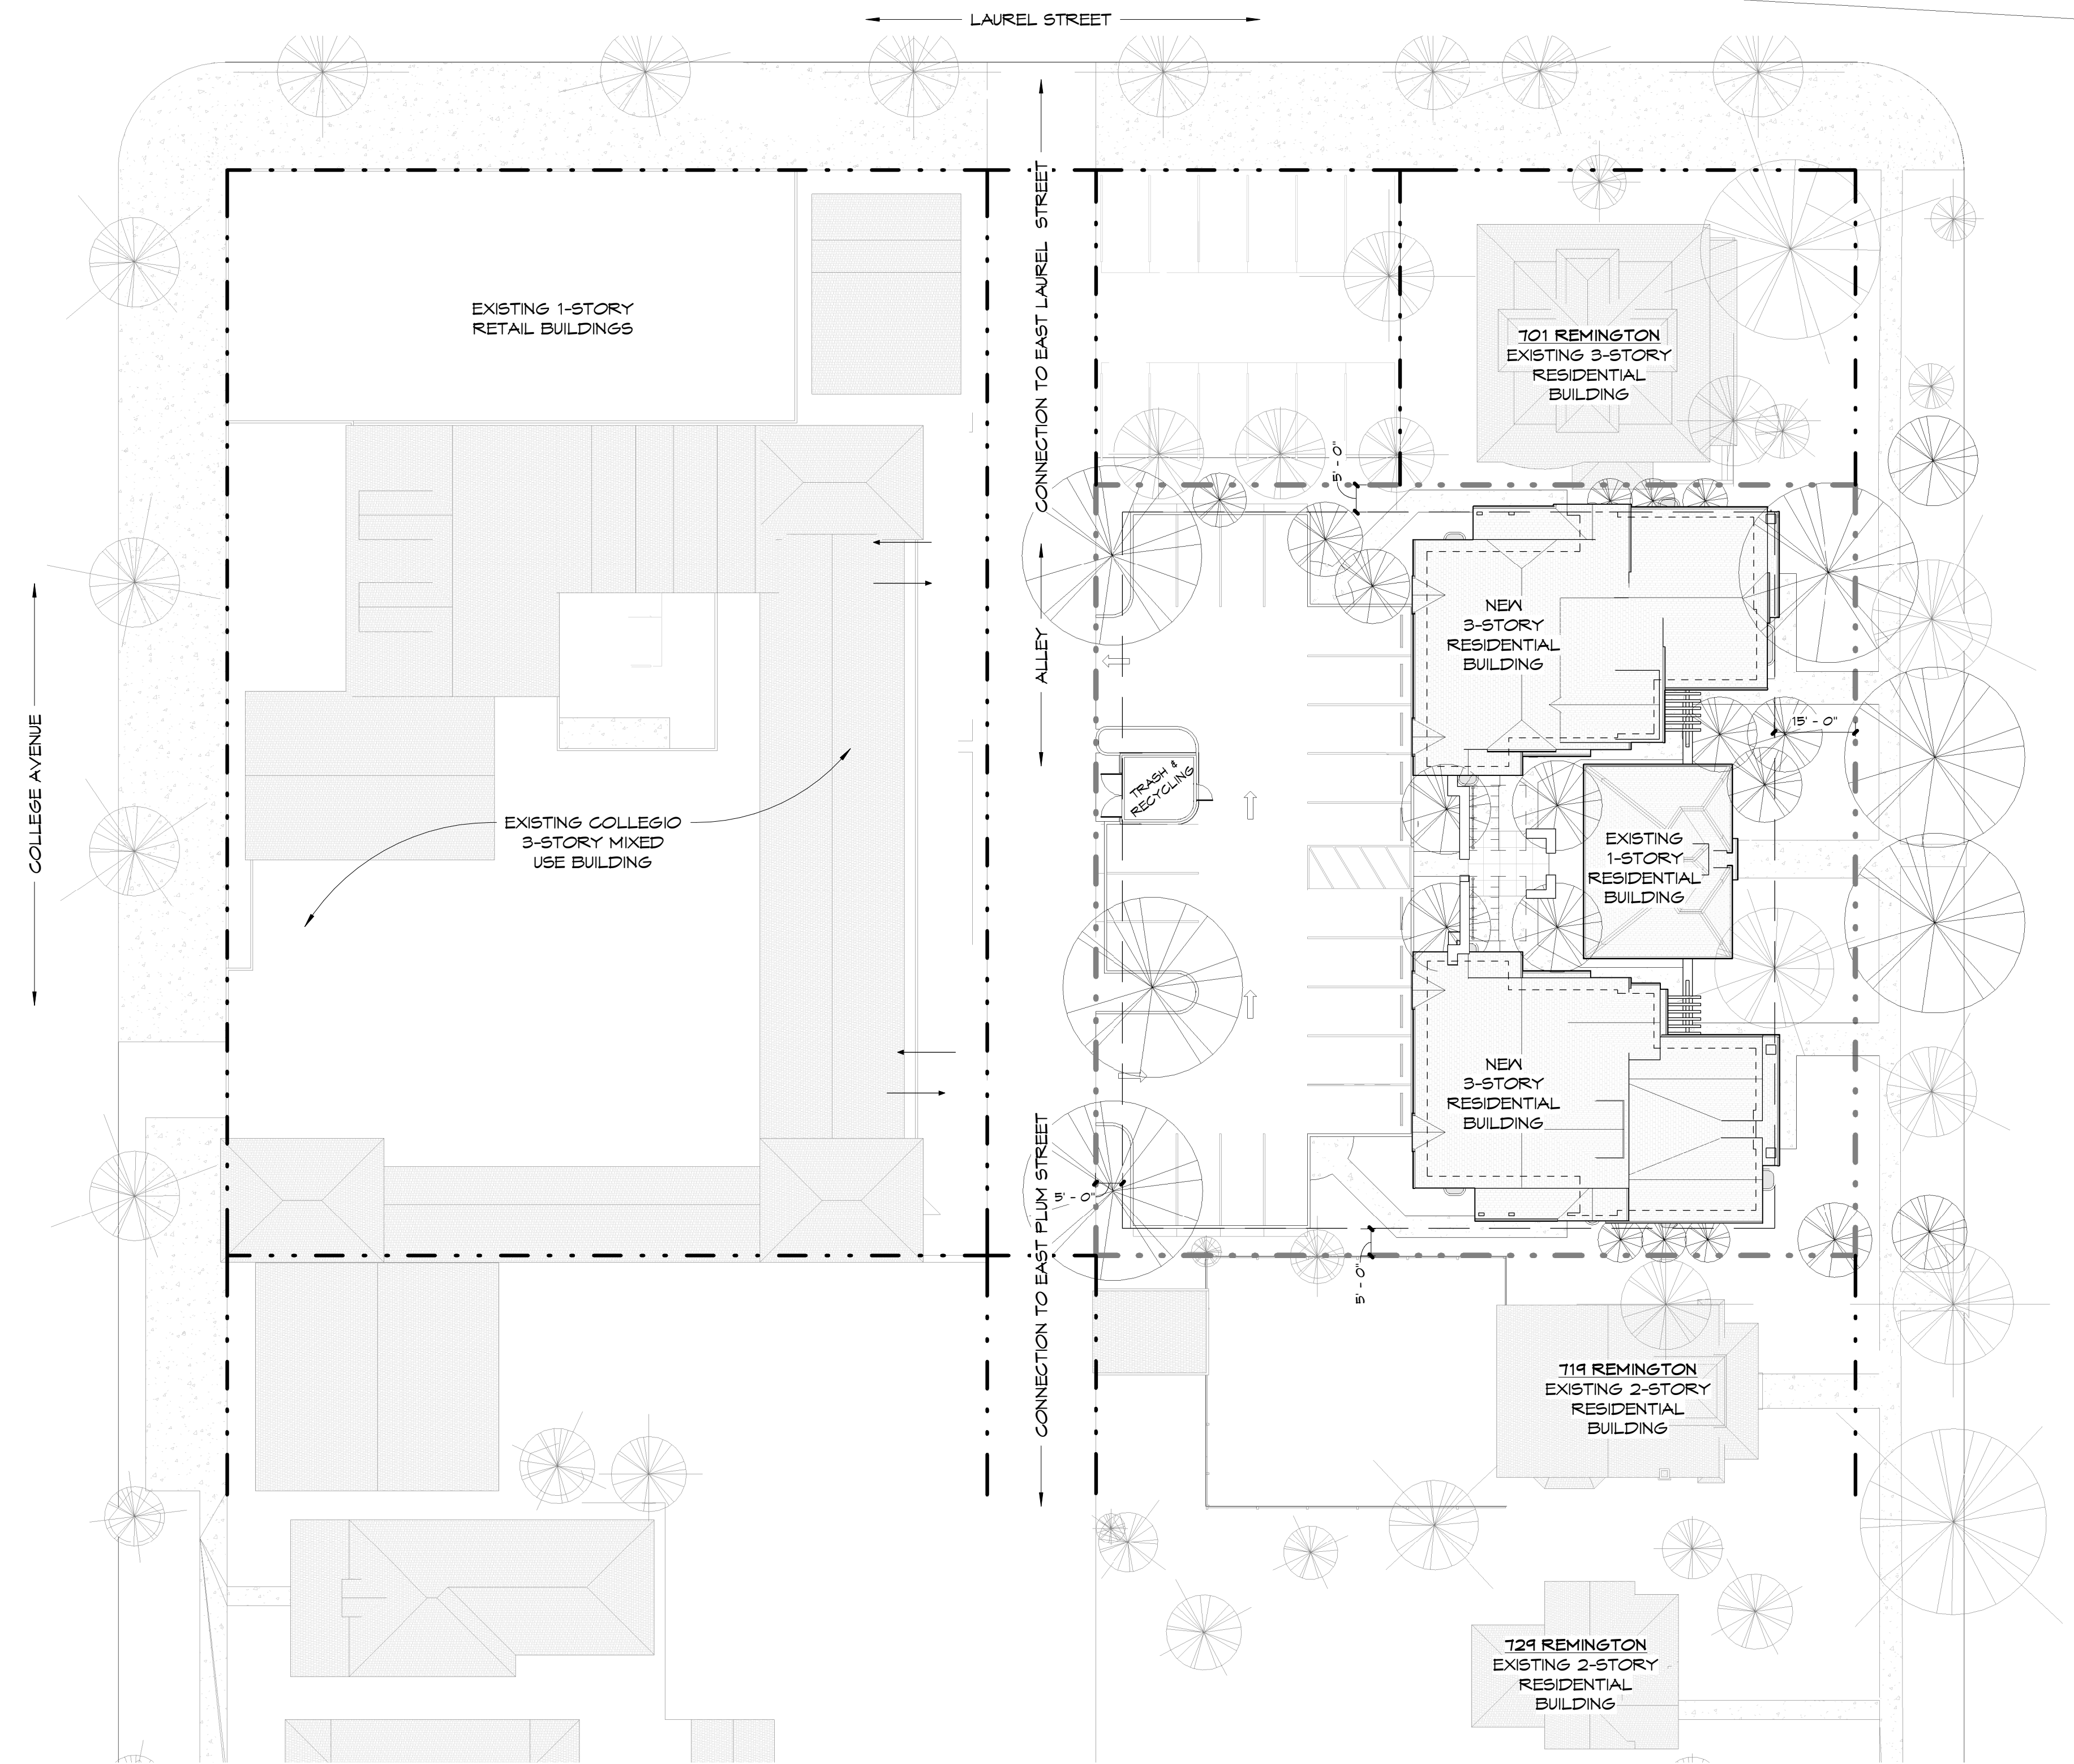 LAUREL STREET
CONNECTION TO EAST LAUREL STREET
EXISTING 1-STORY
RETAIL BUILDINGS
701 REMINGTON
EXISTING 3-STORY
RESIDENTIAL
BUILDING
5' - 0"
ALLEY
NEW
3-STORY
RESIDENTIAL
BUILDING
15' - 0"
COLLEGE AVENUE
TRASH &
RECYCLING
EXISTING COLLEGIO
3-STORY MIXED
USE BUILDING
EXISTING
1-STORY
RESIDENTIAL
BUILDING
NEW
3-STORY
RESIDENTIAL
BUILDING
5' - 0"
CONNECTION TO EAST PLUM STREET
5' - 0"
719 REMINGTON
EXISTING 2-STORY
RESIDENTIAL
BUILDING
729 REMINGTON
EXISTING 2-STORY
RESIDENTIAL
BUILDING